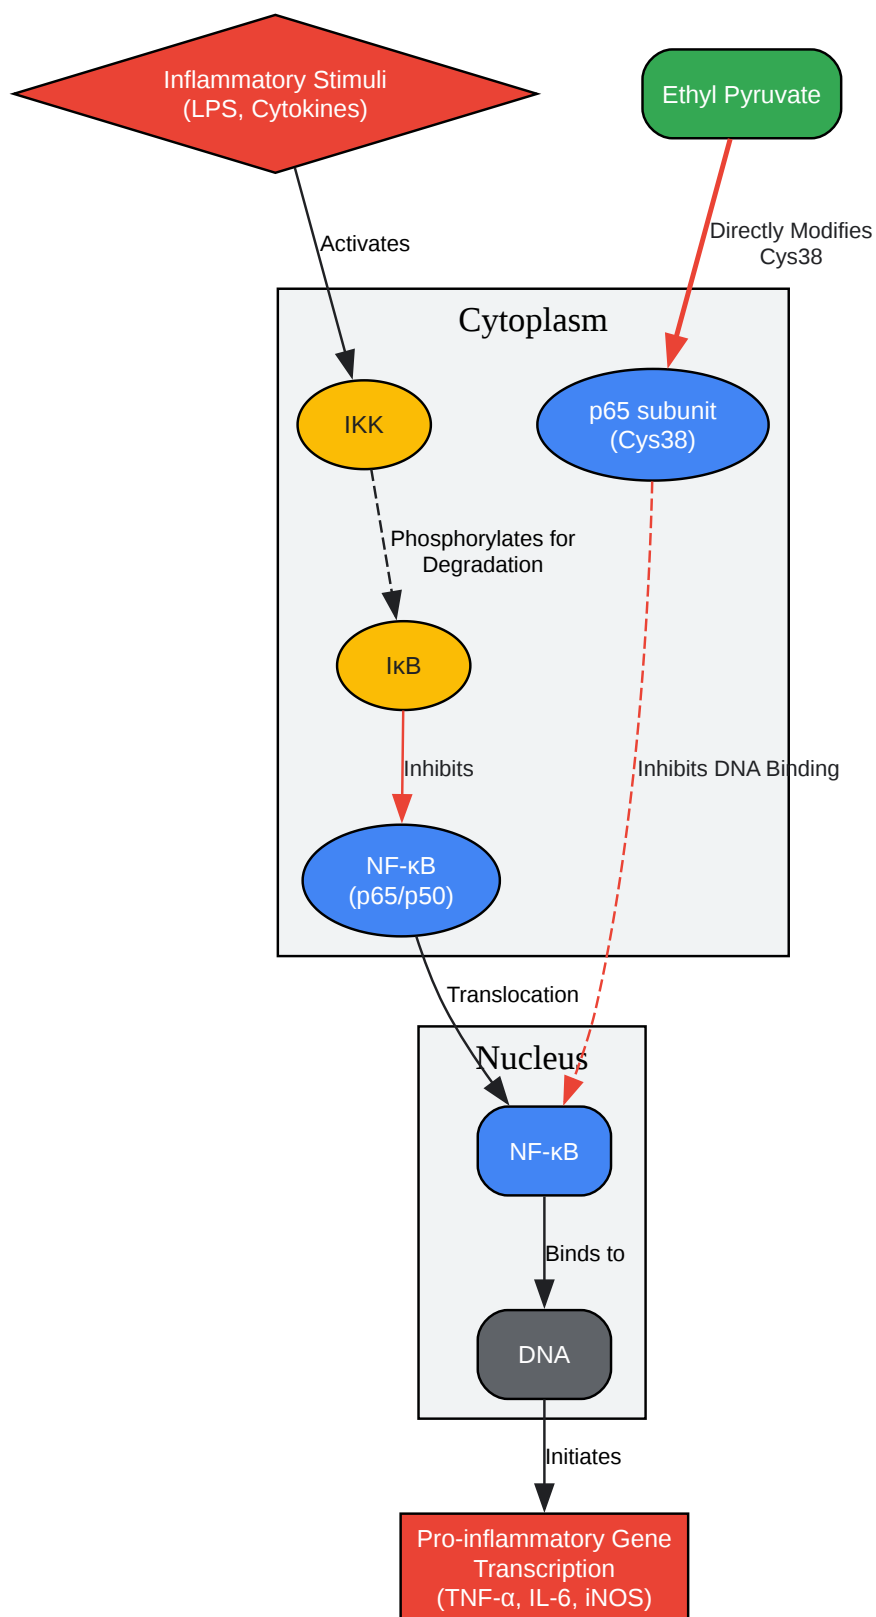 Inflammatory Stimuli
(LPS, Cytokines)
Ethyl Pyruvate
Activates
Directly Modifies
Cys38
Cytoplasm
IKK
p65 subunit
(Cys38)
Phosphorylates for
Degradation
IκB
Inhibits
Inhibits DNA Binding
NF-κB
(p65/p50)
Translocation
Nucleus
NF-κB
Binds to
DNA
Initiates
Pro-inflammatory Gene
Transcription
(TNF-α, IL-6, iNOS)